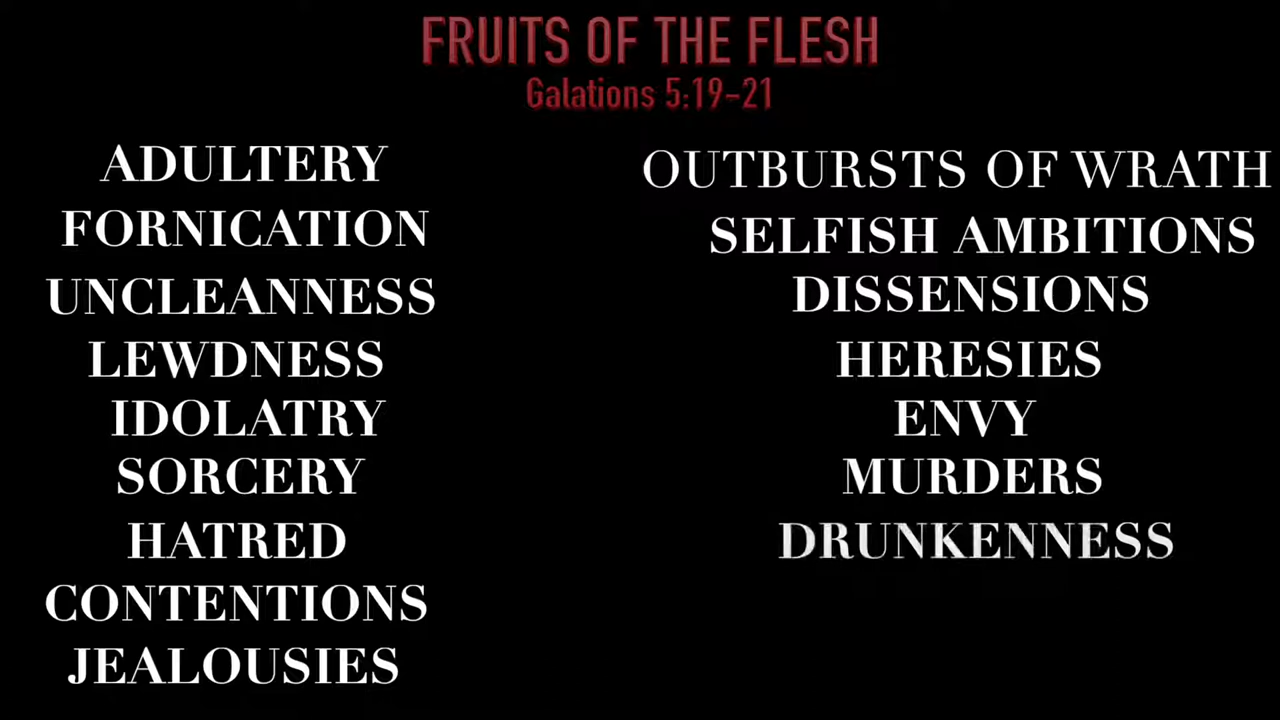 FRUITS OF THE FLESH
Galations 5:19-21
ADULTERY
FORNICATION
UNCLEANNESS
LEWDNESS
IDOLATRY
SORCERY
HATRED
CONTENTIONS
JEALOUSIES
OUTBURSTS OF WRATH
SELFISH AMBITIONS
DISSENSIONS
HERESIES
ENVY
MURDERS
DRUNKENNESS